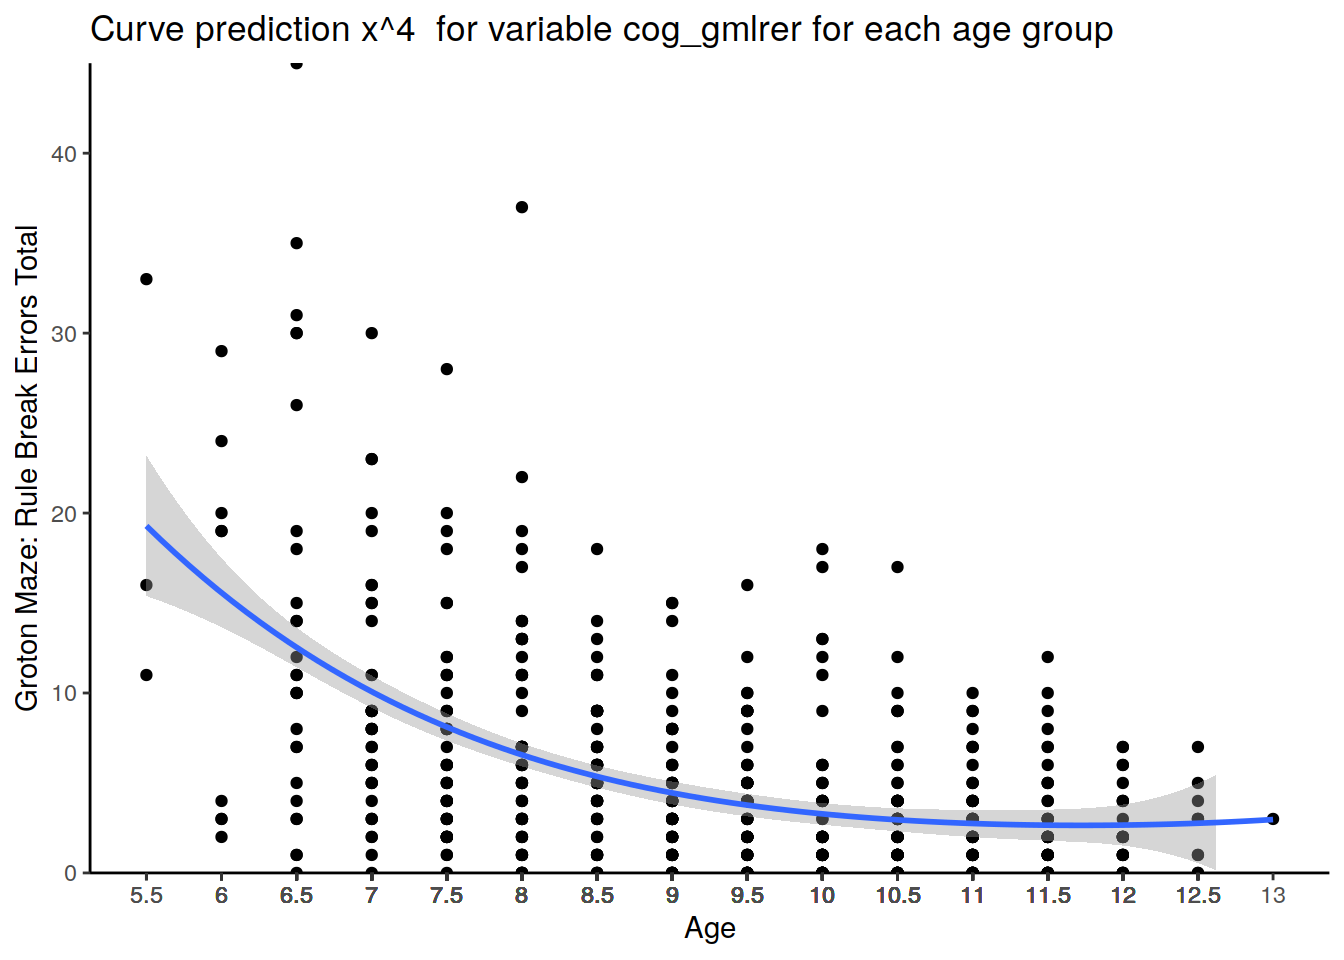 Curve prediction x^4  for variable cog_gmlrer for each age group
Groton Maze: Rule Break Errors Total
40
30
20
10
0
5.5 6 6.5 7 7.5 8 8.5 9 9.5 10 10.5 11 11.5 12 12.5 13
Age